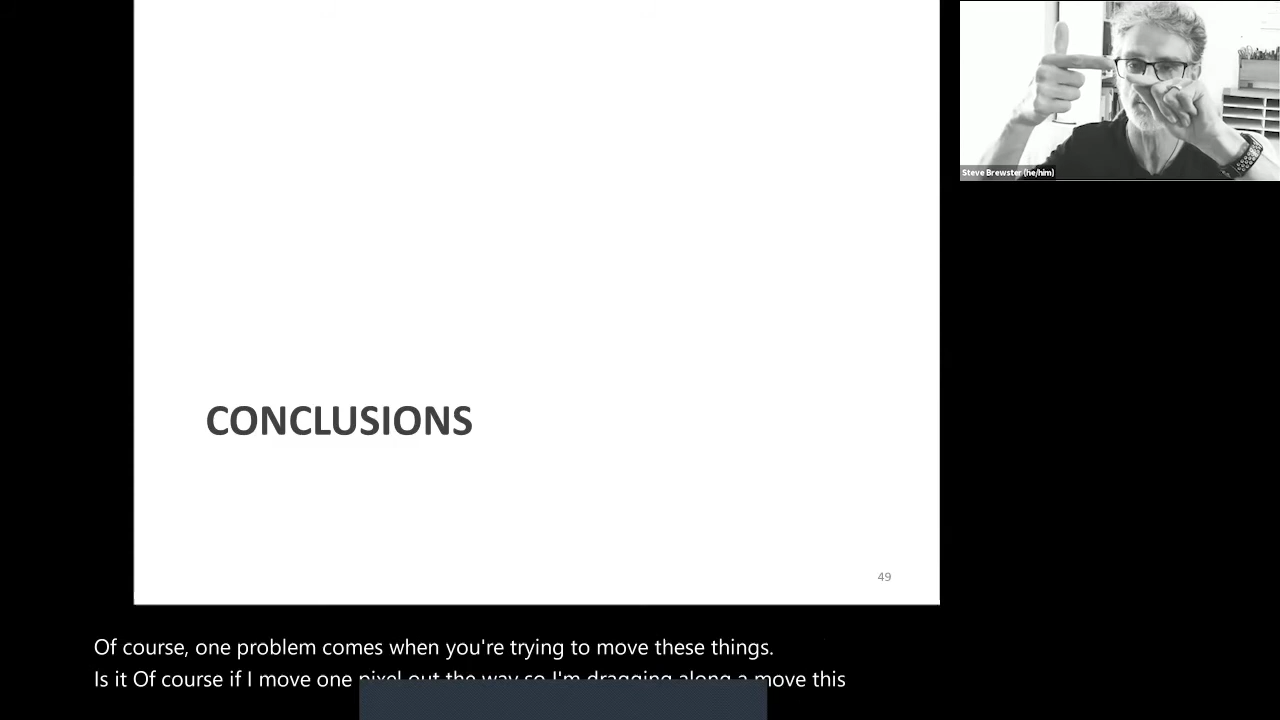 Steve Brewster (he/him)
CONCLUSIONS
49
Of course, one problem comes when you're trying to move these things.
Is it Of course if I move one pixel out the way so I'm dragging along a move this